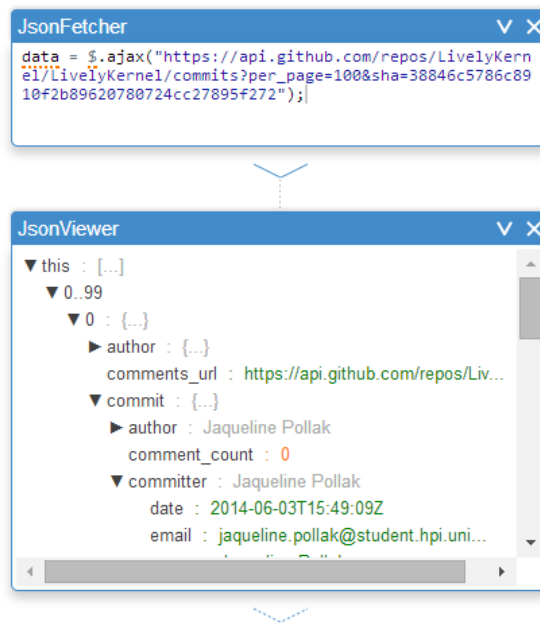 JsonFetcher
data = $.ajax("https://api.github.com/repos/LivelyKern
el/LivelyKernel/commits?per_page=100&sha=38846c5786c89
10f2b89620780724cc27895f272");
JsonViewer
this : [...]
0..99
0 : {...}
author : {...}
comments_url : https://api.github.com/repos/Liv...
commit : {...}
author : Jaqueline Pollak
comment_count : 0
committer : Jaqueline Pollak
date : 2014-06-03T15:49:09Z
email : jaqueline.pollak@student.hpi.uni...